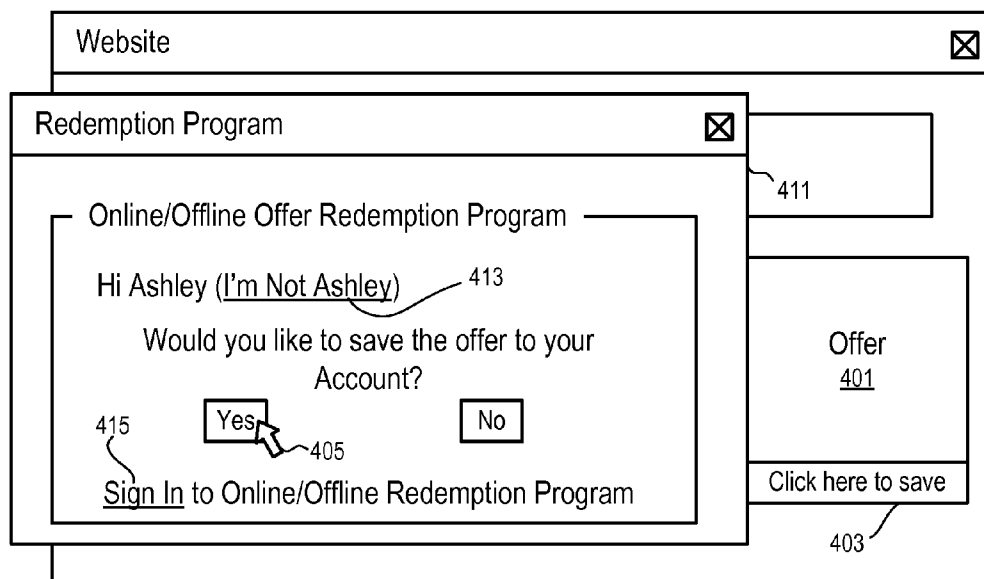 Website
Redemption Program
411
Online/Offline Offer Redemption Program
Hi Ashley (I'm Not Ashley)
413
Would you like to save the offer to your
Account?
Yes
No
415
405
Sign In to Online/Offline Redemption Program
Offer
401
Click here to save
403